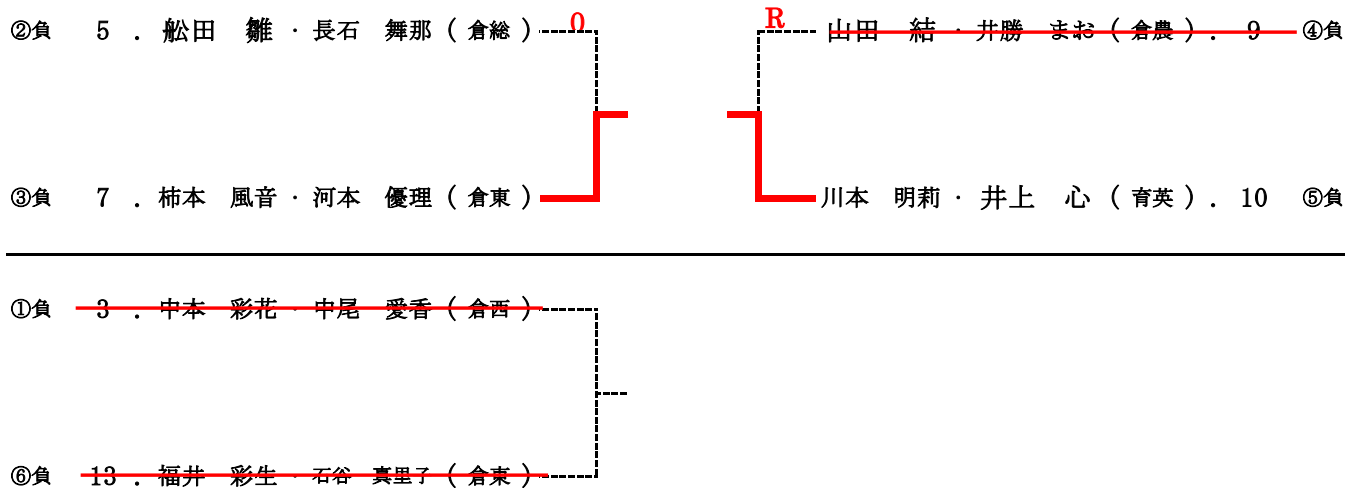 ②負 5 . 舩田 雛 · 長石 舞那 ( 倉総 ) 0
R 山田 結 · 井勝 まお ( 倉農 ) . 9 ④負
③負 7 . 柿本 風音 · 河本 優理 ( 倉東 )
川本 明莉 · 井上 心 ( 育英 ) . 10 ⑤負
①負 3 . 中本 彩花 · 中尾 愛香 ( 倉西 )
⑥負 13 . 福井 彩生 · 石谷 真里子 ( 倉東 )